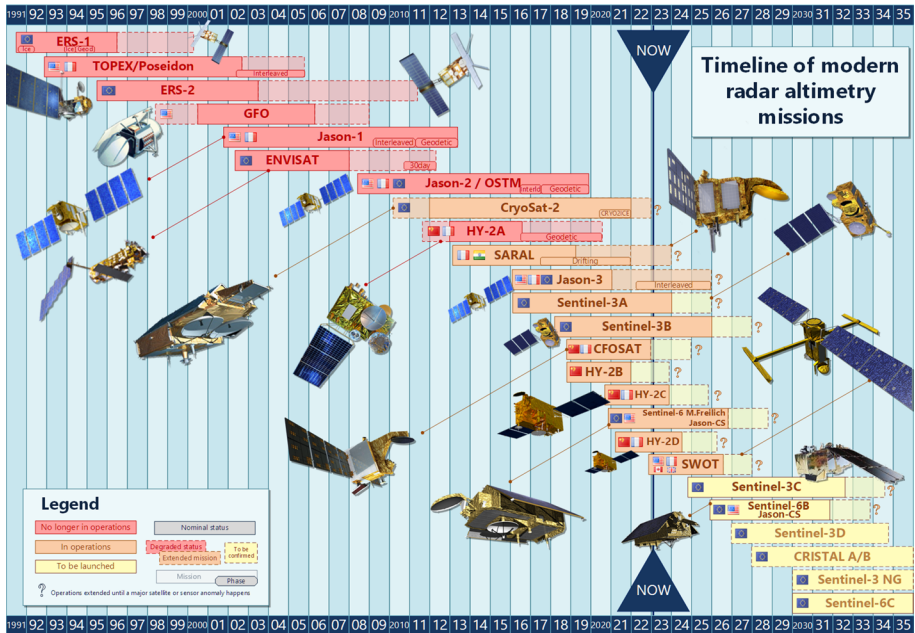 1991 92 93 94 95 96 97 98 99 2000 01 02 03 04 05 06 07 08 09 2010 11 12 13 14 15 16 17 18 19 2020 21 22 23 24 25 26 27 28 29 2030 31 32 33 34 35
NOW
Timeline of modern
radar altimetry
missions
ERS-1
Ice
Ice Geod
TOPEX/Poseidon
Interleaved
ERS-2
GFO
Jason-1
Interleaved Geodetic
ENVISAT
30day
Jason-2 / OSTM
Interld Geodetic
CryoSat-2
CRYO2ICE
?
HY-2A
Geodetic
SARAL
Drifting
?
Jason-3
Interleaved
?
Sentinel-3A
?
Sentinel-3B
?
CFOSAT
?
HY-2B
?
HY-2C
?
Sentinel-6 M.Freilich
Jason-CS
?
HY-2D
?
SWOT
?
Sentinel-3C
?
Sentinel-6B
Jason-CS
?
Sentinel-3D
CRISTAL A/B
Sentinel-3 NG
Sentinel-6C
Legend
No longer in operations
In operations
To be launched
Nominal status
Degraded status
Extended mission
To be
confirmed
Mission
Phase
? Operations extended until a major satellite or sensor anomaly happens
NOW
1991 92 93 94 95 96 97 98 99 2000 01 02 03 04 05 06 07 08 09 2010 11 12 13 14 15 16 17 18 19 2020 21 22 23 24 25 26 27 28 29 2030 31 32 33 34 35